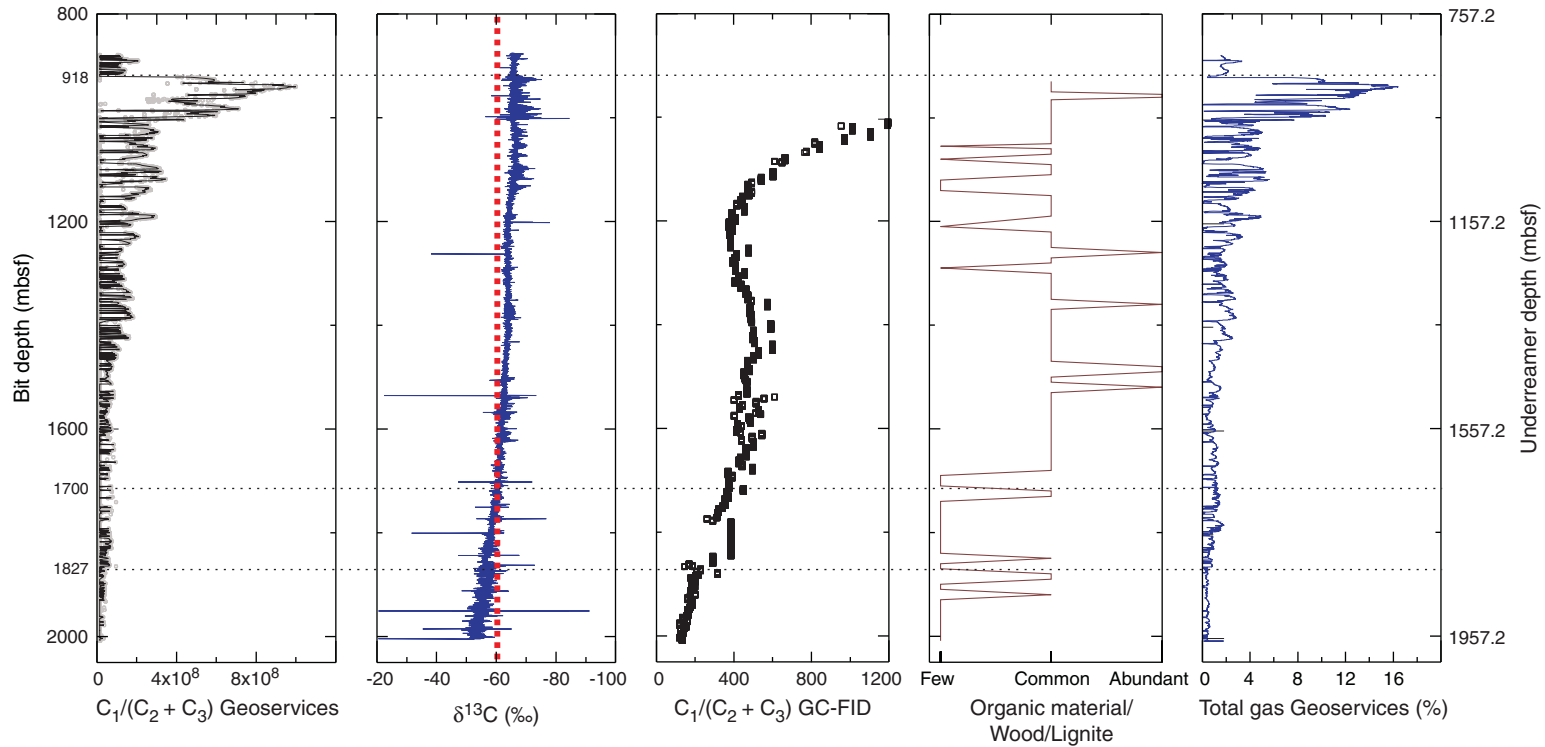 800
918
1200
1600
1700
1827
2000
Bit depth (mbsf)
0 4x10⁸ 8x10⁸
C₁/(C₂ + C₃) Geoservices
-20 -40 -60 -80 -100
δ¹³C (‰)
0 400 800 1200
C₁/(C₂ + C₃) GC-FID
Few Common Abundant
Organic material/
Wood/Lignite
0 4 8 12 16
Total gas Geoservices (%)
757.2
1157.2
1557.2
1957.2
Underreamer depth (mbsf)